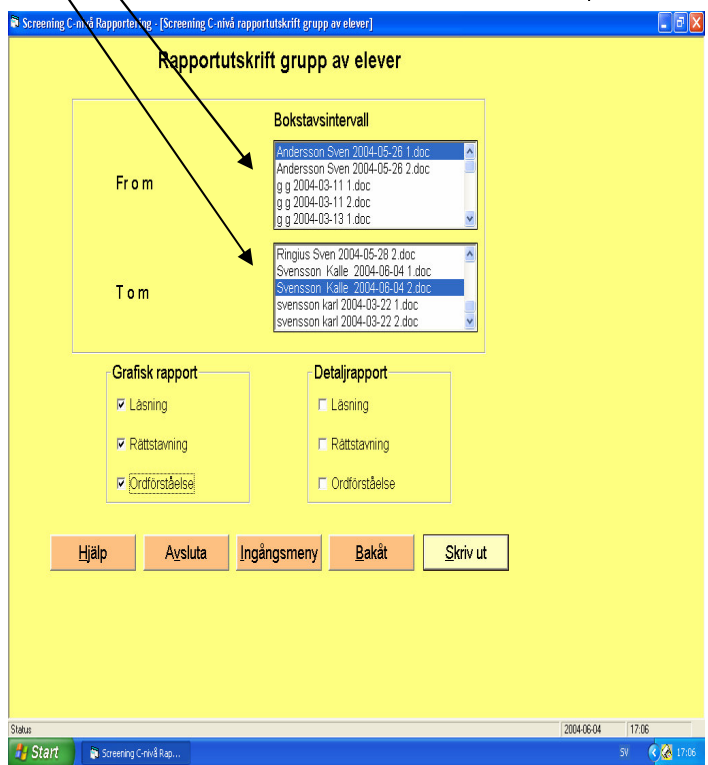 Screening C-nivå Rapportering - [Screening C-nivå rapportutskrift grupp av elever]
Rapportutskrift grupp av elever
Bokstavsintervall
Fr o m
Andersson Sven 2004-05-26 1.doc
Andersson Sven 2004-05-26 2.doc
g g 2004-03-11 1.doc
g g 2004-03-11 2.doc
g g 2004-03-13 1.doc
T o m
Ringius Sven 2004-05-28 2.doc
Svensson Kalle 2004-06-04 1.doc
Svensson Kalle 2004-06-04 2.doc
svensson karl 2004-03-22 1.doc
svensson karl 2004-03-22 2.doc
Grafisk rapport
Läsning
Rättstavning
Ordförståelse
Detaljrapport
Läsning
Rättstavning
Ordförståelse
Hjälp Avsluta Ingångsmeny Bakåt Skriv ut
Status 2004-06-04 17:06
Start Screening C-nivå Rap... SV 17:06